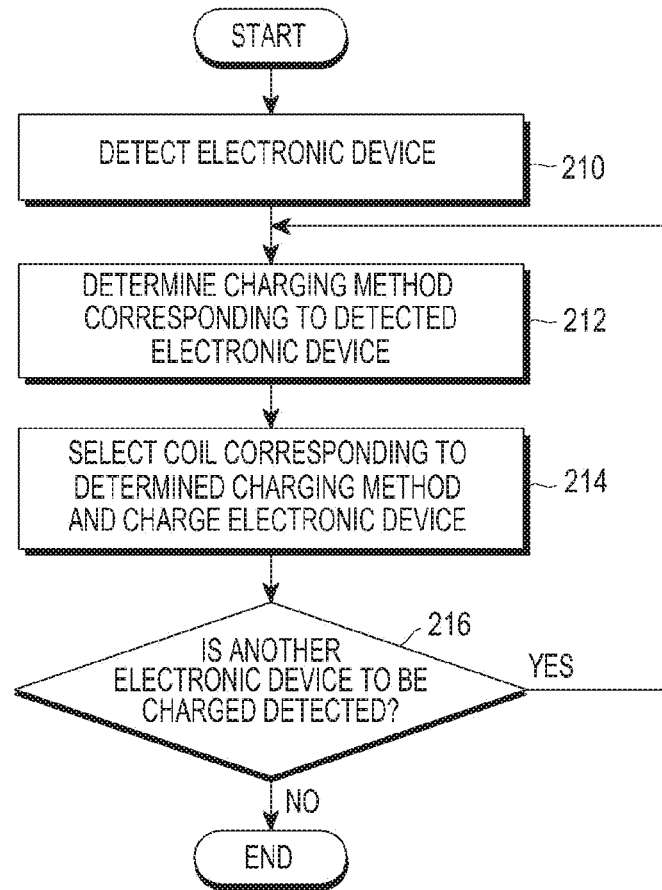 START
DETECT ELECTRONIC DEVICE
210
DETERMINE CHARGING METHOD
CORRESPONDING TO DETECTED
ELECTRONIC DEVICE
212
SELECT COIL CORRESPONDING TO
DETERMINED CHARGING METHOD
AND CHARGE ELECTRONIC DEVICE
214
216
IS ANOTHER
ELECTRONIC DEVICE TO BE
CHARGED DETECTED?
YES
NO
END